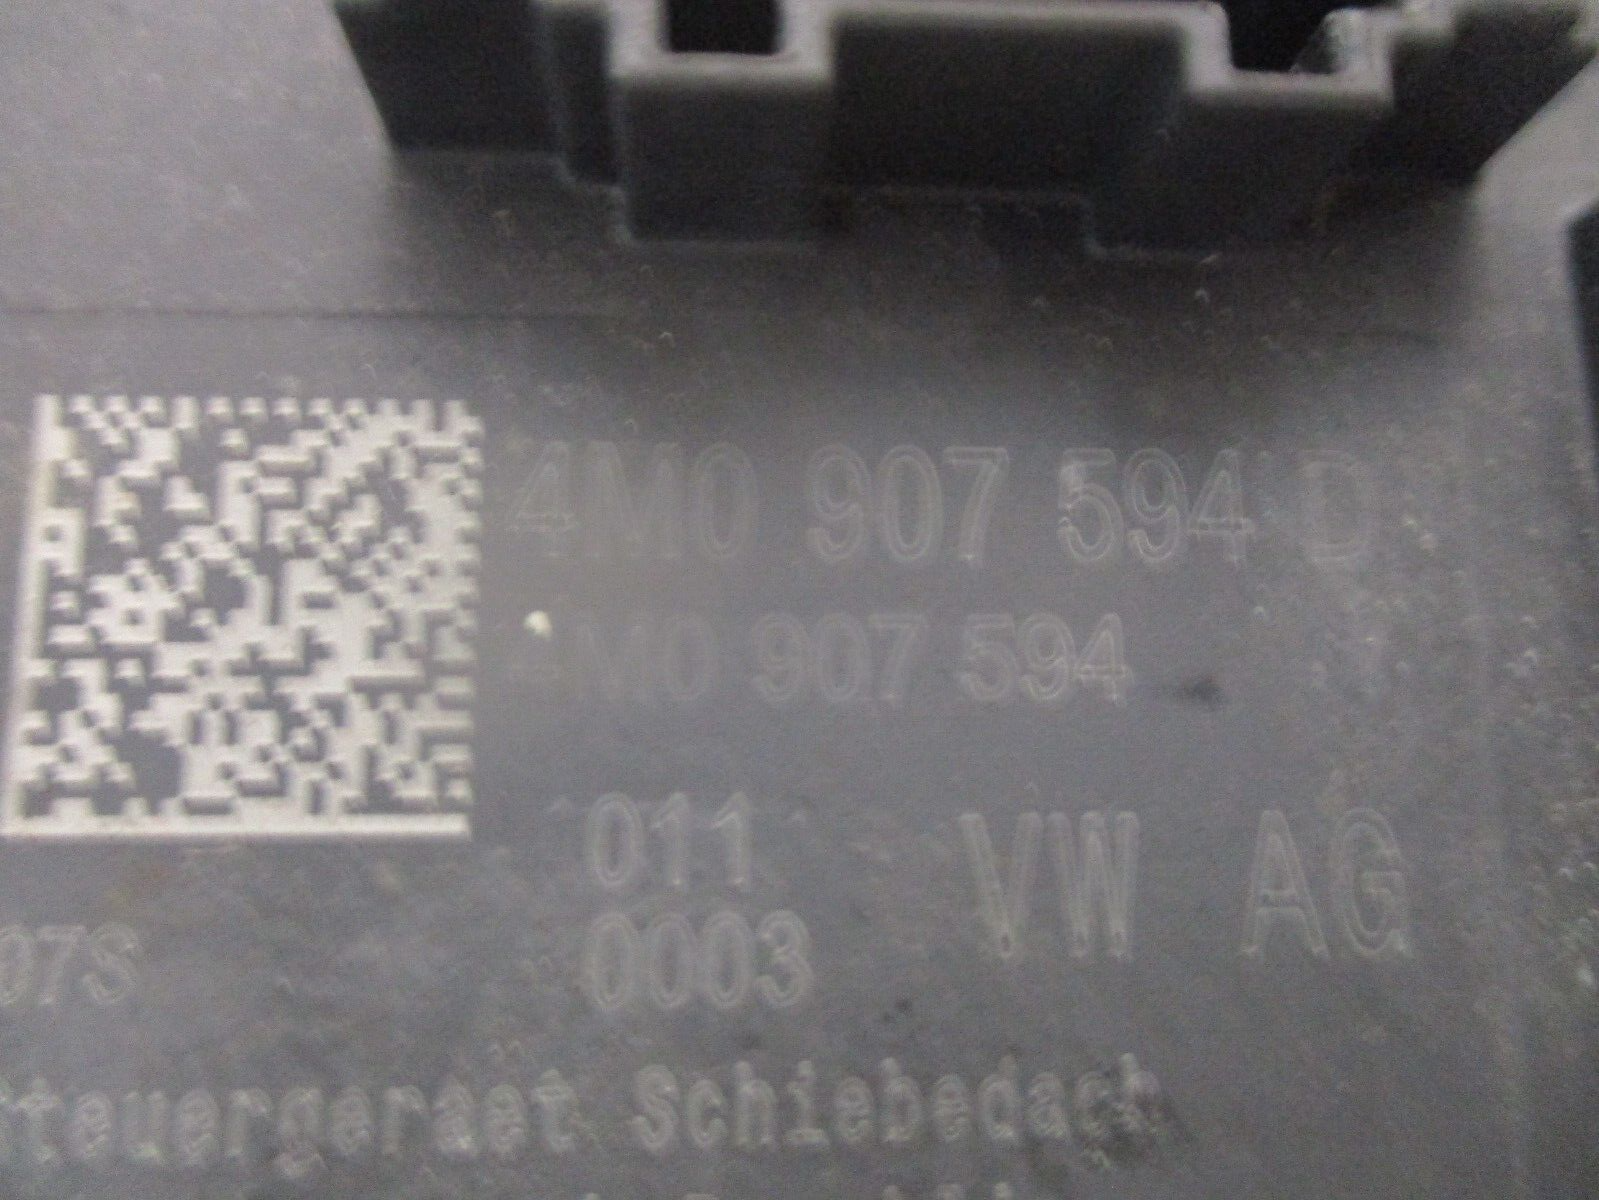 4M0 907 594 D
4M0 907 594
011
VW AG
07S
0003
teuergeraet Schiebedach